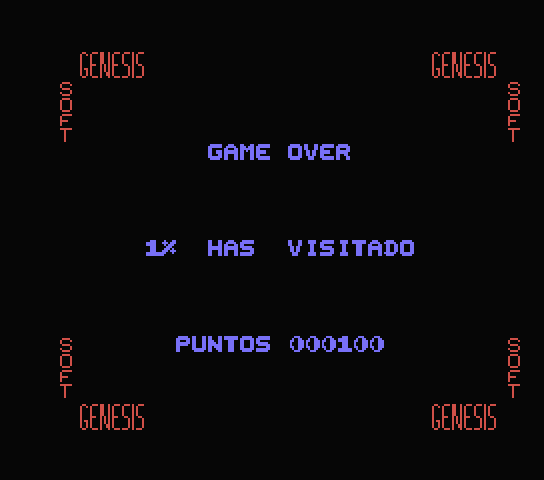 GENESIS GENESIS
SOFT SOFT
GAME OVER
1% HAS VISITADO
PUNTOS 000100
SOFT SOFT
GENESIS GENESIS